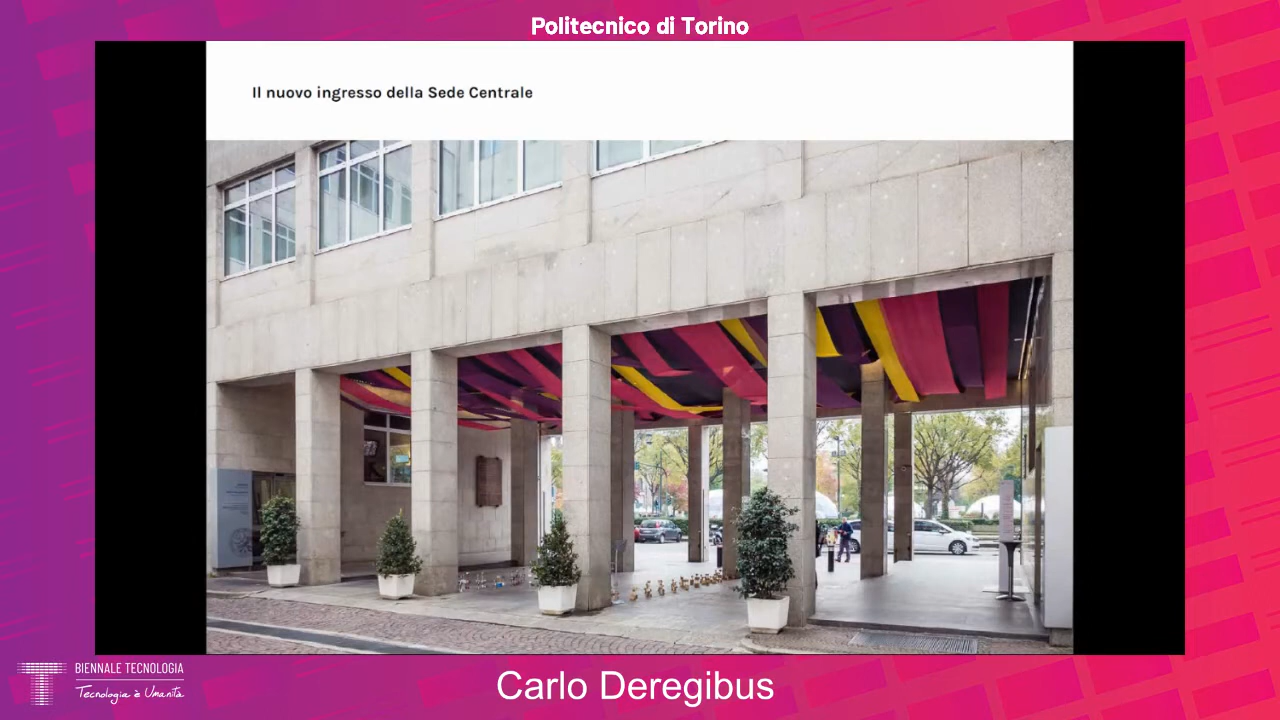 Politecnico di Torino
Il nuovo ingresso della Sede Centrale
BIENNALE TECNOLOGIA
Tecnologia è Umanità
Carlo Deregibus